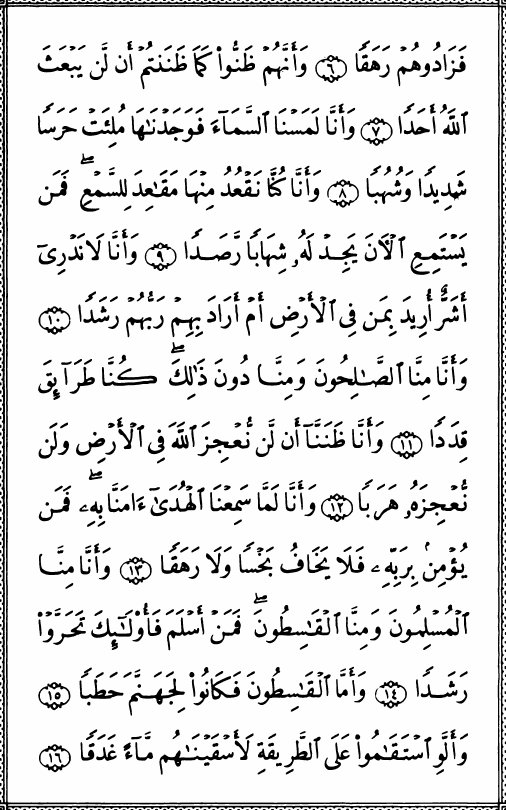 فَزَادُوهُمْ رَهَقًا ٦ وَأَنَّهُمْ ظَنُّوا۟ كَمَا ظَنَنتُمْ أَن لَّن يَبْعَثَ
ٱللَّهُ أَحَدًا ٧ وَأَنَّا لَمَسْنَا ٱلسَّمَآءَ فَوَجَدْنَٰهَا مُلِئَتْ حَرَسًا
شَدِيدًا وَشُهُبًا ٨ وَأَنَّا كُنَّا نَقْعُدُ مِنْهَا مَقَٰعِدَ لِلسَّمْعِ ۖ فَمَن
يَسْتَمِعِ ٱلْـَٔانَ يَجِدْ لَهُۥ شِهَابًا رَّصَدًا ٩ وَأَنَّا لَا نَدْرِىٓ
أَشَرٌّ أُرِيدَ بِمَن فِى ٱلْأَرْضِ أَمْ أَرَادَ بِهِمْ رَبُّهُمْ رَشَدًا ١٠
وَأَنَّا مِنَّا ٱلصَّٰلِحُونَ وَمِنَّا دُونَ ذَٰلِكَ ۖ كُنَّا طَرَآئِقَ
قِدَدًا ١١ وَأَنَّا ظَنَنَّآ أَن لَّن نُّعْجِزَ ٱللَّهَ فِى ٱلْأَرْضِ وَلَن
نُّعْجِزَهُۥ هَرَبًا ١٢ وَأَنَّا لَمَّا سَمِعْنَا ٱلْهُدَىٰٓ ءَامَنَّا بِهِۦ ۖ فَمَن
يُؤْمِنۢ بِرَبِّهِۦ فَلَا يَخَافُ بَخْسًا وَلَا رَهَقًا ١٣ وَأَنَّا مِنَّا
ٱلْمُسْلِمُونَ وَمِنَّا ٱلْقَٰسِطُونَ ۖ فَمَنْ أَسْلَمَ فَأُو۟لَٰٓئِكَ تَحَرَّوْا۟
رَشَدًا ١٤ وَأَمَّا ٱلْقَٰسِطُونَ فَكَانُوا۟ لِجَهَنَّمَ حَطَبًا ١٥
وَأَلَّوِ ٱسْتَقَٰمُوا۟ عَلَى ٱلطَّرِيقَةِ لَأَسْقَيْنَٰهُم مَّآءً غَدَقًا ١٦